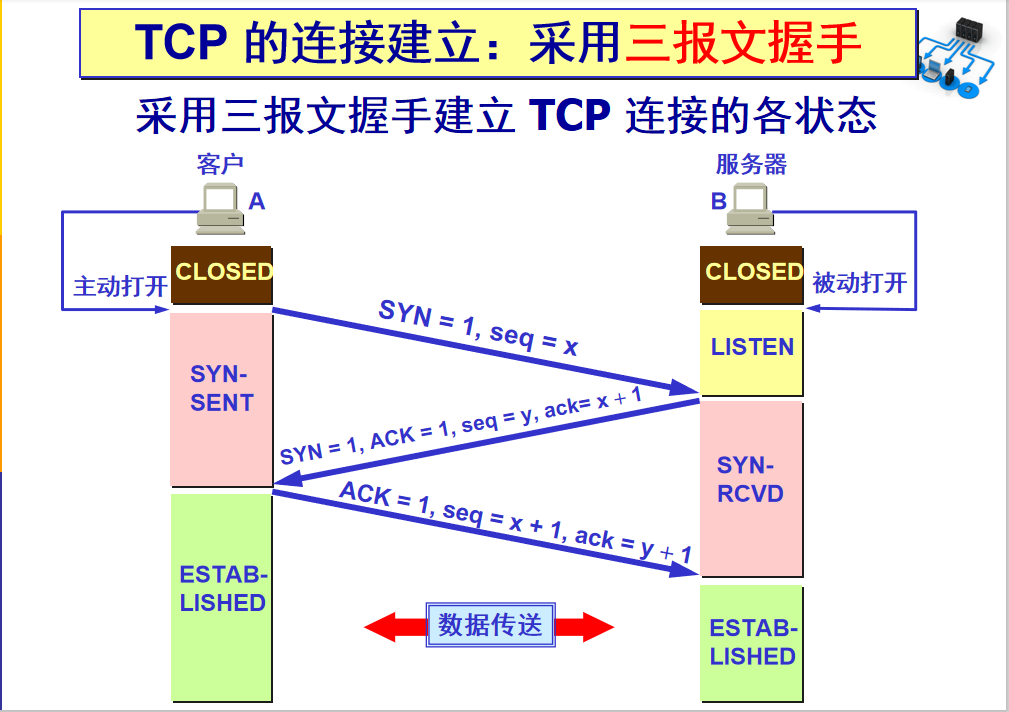 TCP 的连接建立：采用三报文握手
采用三报文握手建立 TCP 连接的各状态
客户
服务器
A
B
CLOSED
CLOSED
主动打开
被动打开
SYN = 1, seq = x
LISTEN
SYN-
SENT
SYN = 1, ACK = 1, seq = y, ack= x + 1
SYN-
RCVD
ACK = 1, seq = x + 1, ack = y + 1
ESTAB-
LISHED
数据传送
ESTAB-
LISHED